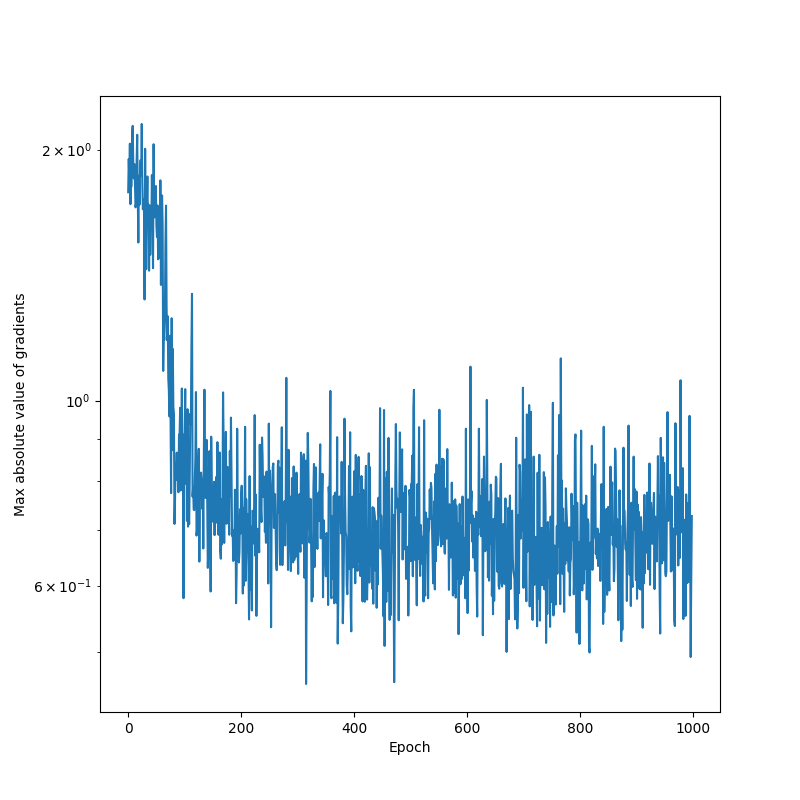 Max absolute value of gradients
2 × 10⁰
10⁰
6 × 10⁻¹
0 200 400 600 800 1000
Epoch